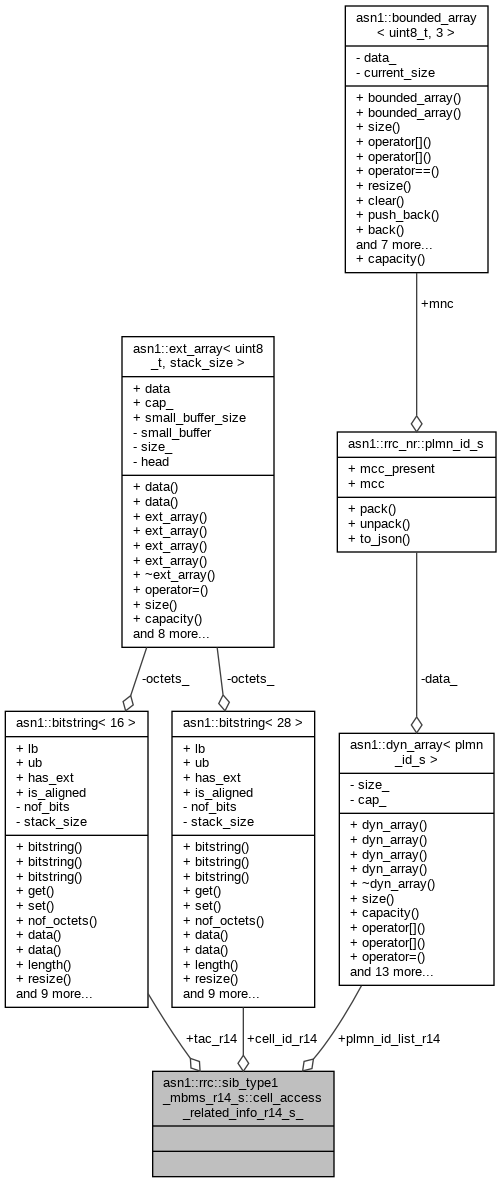 asn1::bounded_array
< uint8_t, 3 >
- data_
- current_size
+ bounded_array()
+ bounded_array()
+ size()
+ operator[]()
+ operator[]()
+ operator==()
+ resize()
+ clear()
+ push_back()
+ back()
and 7 more...
+ capacity()
+mnc
asn1::ext_array< uint8
_t, stack_size >
+ data
+ cap_
+ small_buffer_size
- small_buffer
- size_
- head
+ data()
+ data()
+ ext_array()
+ ext_array()
+ ext_array()
+ ext_array()
+ ~ext_array()
+ operator=()
+ size()
+ capacity()
and 8 more...
asn1::rrc_nr::plmn_id_s
+ mcc_present
+ mcc
+ pack()
+ unpack()
+ to_json()
-octets_
-octets_
-data_
asn1::bitstring< 16 >
+ lb
+ ub
+ has_ext
+ is_aligned
- nof_bits
- stack_size
+ bitstring()
+ bitstring()
+ bitstring()
+ get()
+ set()
+ nof_octets()
+ data()
+ data()
+ length()
+ resize()
and 9 more...
asn1::bitstring< 28 >
+ lb
+ ub
+ has_ext
+ is_aligned
- nof_bits
- stack_size
+ bitstring()
+ bitstring()
+ bitstring()
+ get()
+ set()
+ nof_octets()
+ data()
+ data()
+ length()
+ resize()
and 9 more...
asn1::dyn_array< plmn
_id_s >
- size_
- cap_
+ dyn_array()
+ dyn_array()
+ dyn_array()
+ dyn_array()
+ ~dyn_array()
+ size()
+ capacity()
+ operator[]()
+ operator[]()
+ operator=()
and 13 more...
+tac_r14
+cell_id_r14
+plmn_id_list_r14
asn1::rrc::sib_type1
_mbms_r14_s::cell_access
_related_info_r14_s_